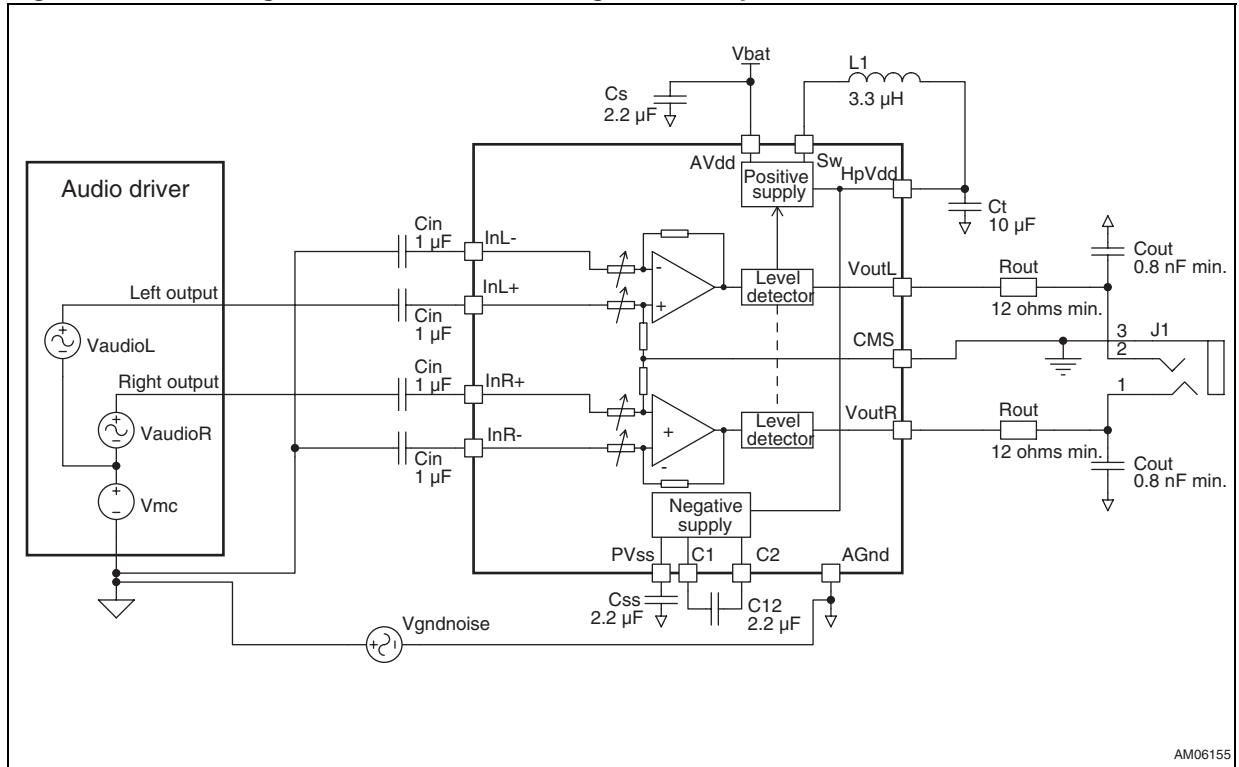 Vbat
L1
3.3 µH
Cs
2.2 µF
AVdd
Sw
HpVdd
Positive
supply
Ct
10 µF
Audio driver
Cin
1 µF
InL-
-
Left output
Cin
1 µF
InL+
+
Level
detector
VoutL
Rout
12 ohms min.
Cout
0.8 nF min.
+
-
VaudioL
CMS
3
J1
2
Right output
Cin
1 µF
InR+
1
+
-
VaudioR
InR-
Cin
1 µF
+
-
Level
detector
VoutR
Rout
12 ohms min.
Cout
0.8 nF min.
+
-
Vmc
Negative
supply
PVss
C1
C2
AGnd
Css
2.2 µF
C12
2.2 µF
Vgndnoise
+
-
AM06155